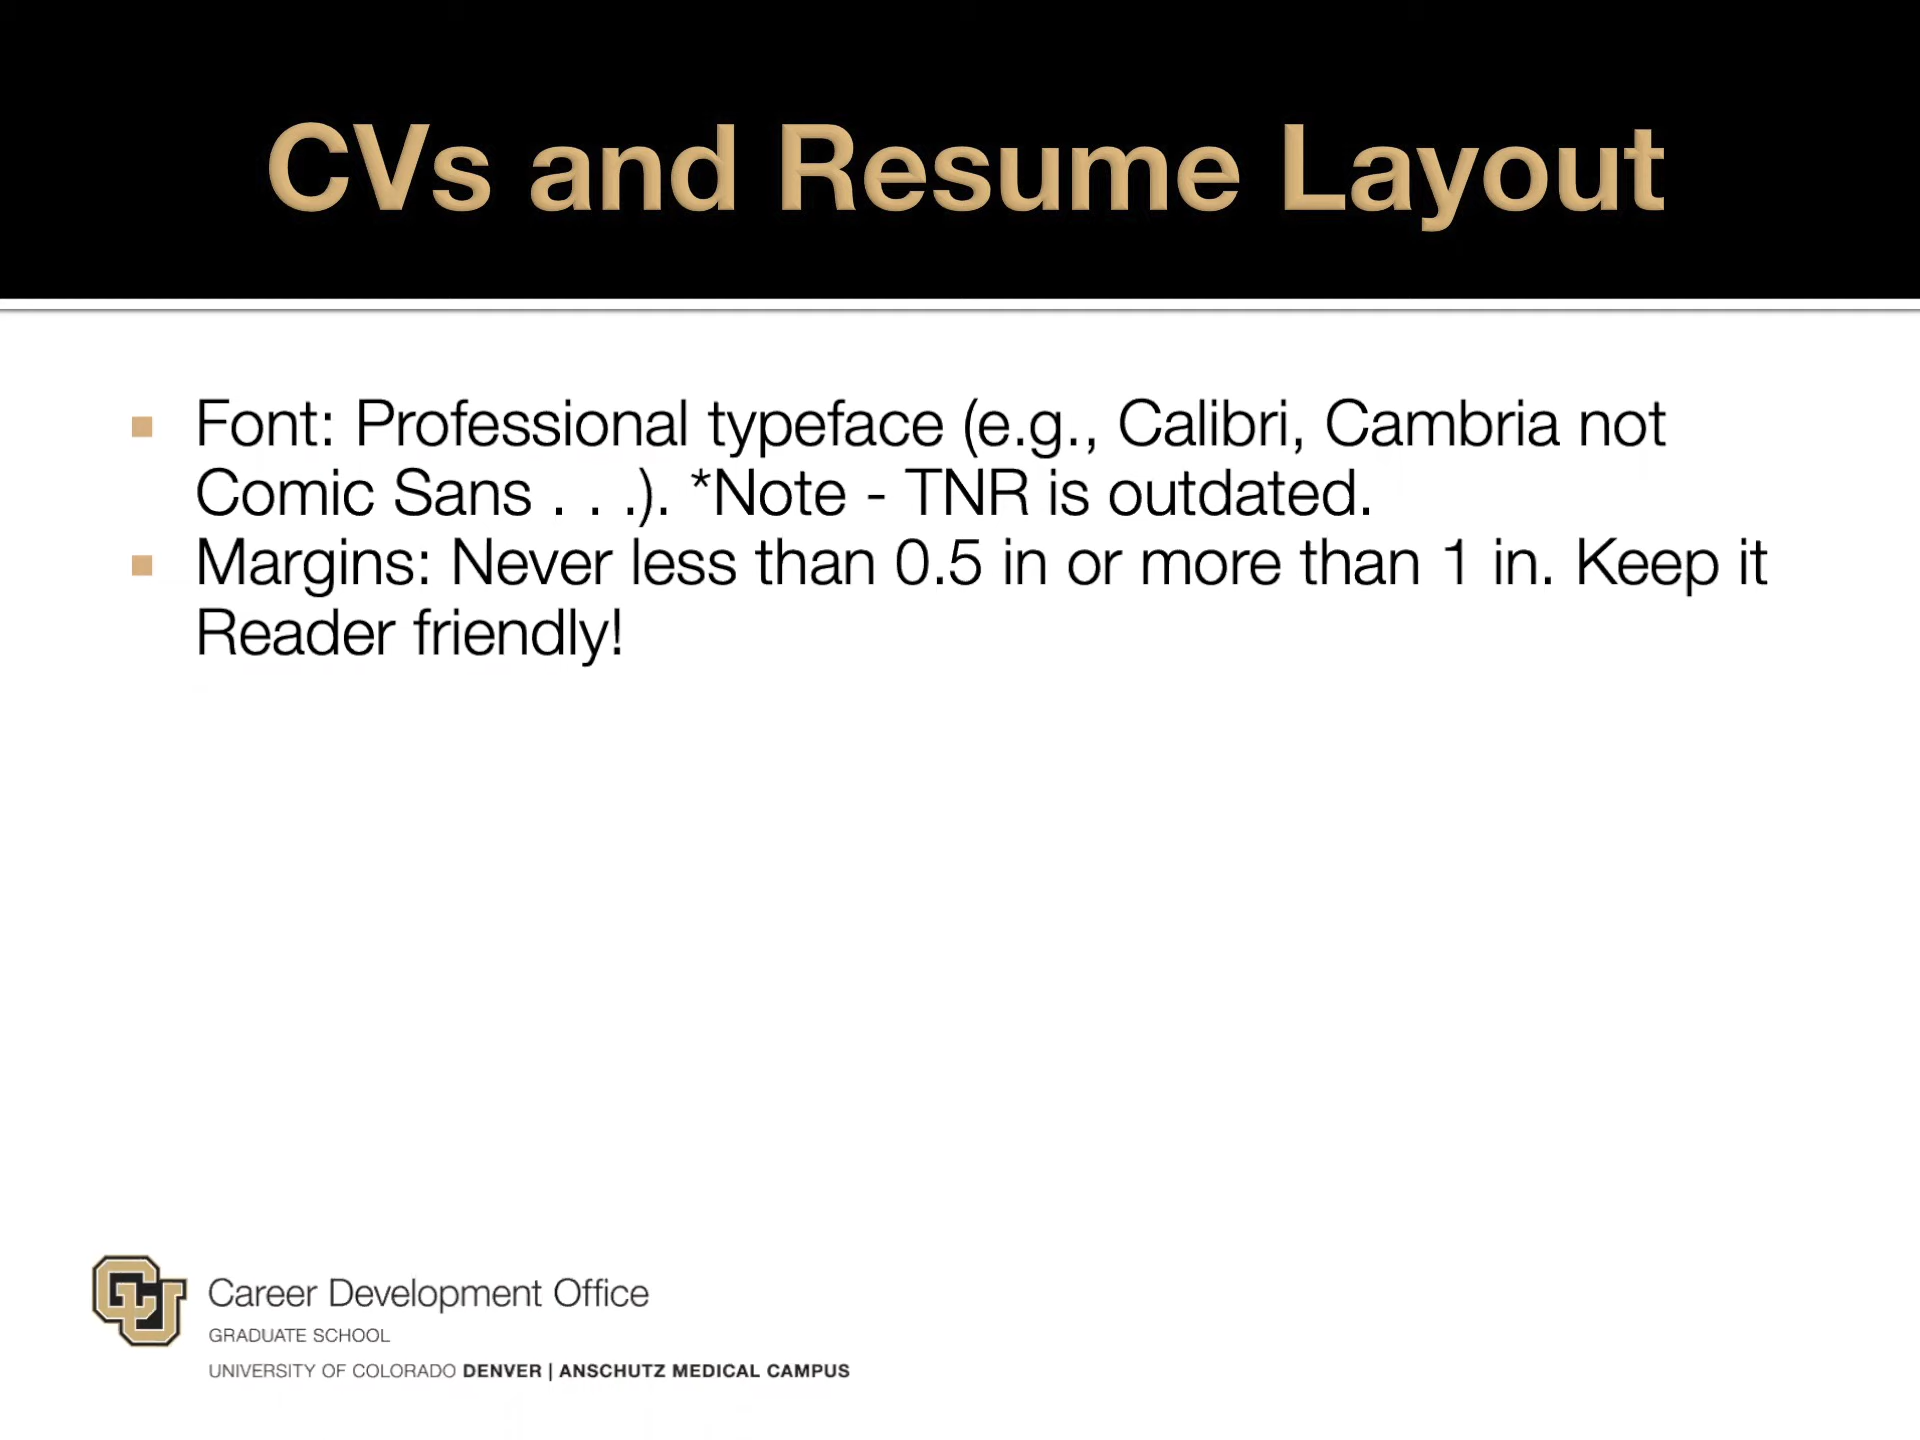 CVs and Resume Layout
▪ Font: Professional typeface (e.g., Calibri, Cambria not
Comic Sans . . .). *Note - TNR is outdated.
▪ Margins: Never less than 0.5 in or more than 1 in. Keep it
Reader friendly!
CU
Career Development Office
GRADUATE SCHOOL
UNIVERSITY OF COLORADO DENVER | ANSCHUTZ MEDICAL CAMPUS